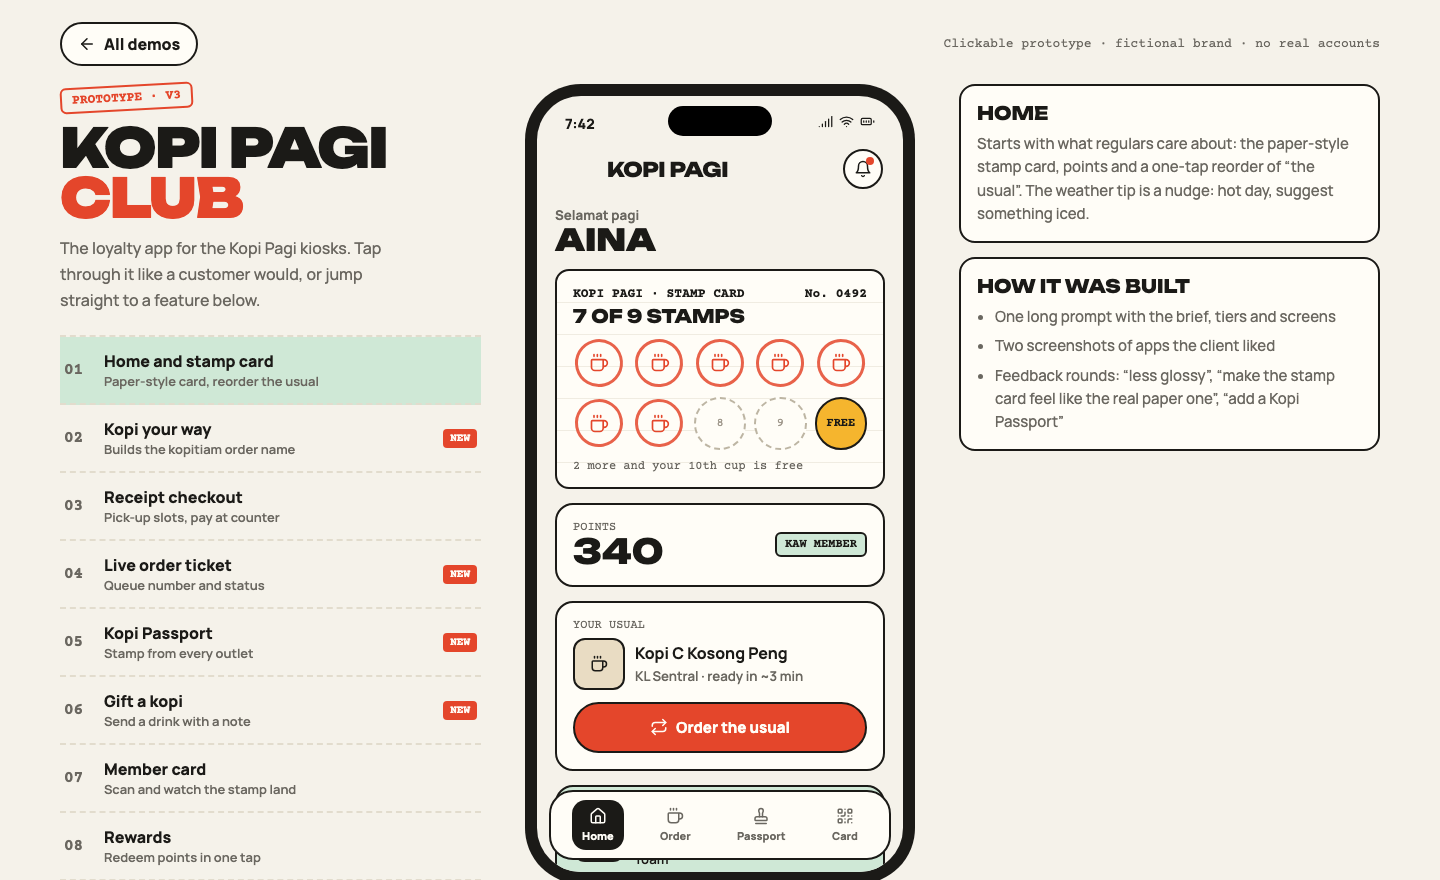 All demos
Clickable prototype · fictional brand · no real accounts
PROTOTYPE · V3
KOPI PAGI
CLUB
The loyalty app for the Kopi Pagi kiosks. Tap
through it like a customer would, or jump
straight to a feature below.
01
Home and stamp card
Paper-style card, reorder the usual
02
Kopi your way
Builds the kopitiam order name
NEW
03
Receipt checkout
Pick-up slots, pay at counter
04
Live order ticket
Queue number and status
NEW
05
Kopi Passport
Stamp from every outlet
NEW
06
Gift a kopi
Send a drink with a note
NEW
07
Member card
Scan and watch the stamp land
08
Rewards
Redeem points in one tap
7:42
KOPI PAGI
Selamat pagi
AINA
KOPI PAGI · STAMP CARD
No. 0492
7 OF 9 STAMPS
8
9
FREE
2 more and your 10th cup is free
POINTS
340
KAW MEMBER
YOUR USUAL
Kopi C Kosong Peng
KL Sentral · ready in ~3 min
Order the usual
Home
Order
Passport
Card
HOME
Starts with what regulars care about: the paper-style
stamp card, points and a one-tap reorder of “the
usual”. The weather tip is a nudge: hot day, suggest
something iced.
HOW IT WAS BUILT
One long prompt with the brief, tiers and screens
Two screenshots of apps the client liked
Feedback rounds: “less glossy”, “make the stamp
card feel like the real paper one”, “add a Kopi
Passport”